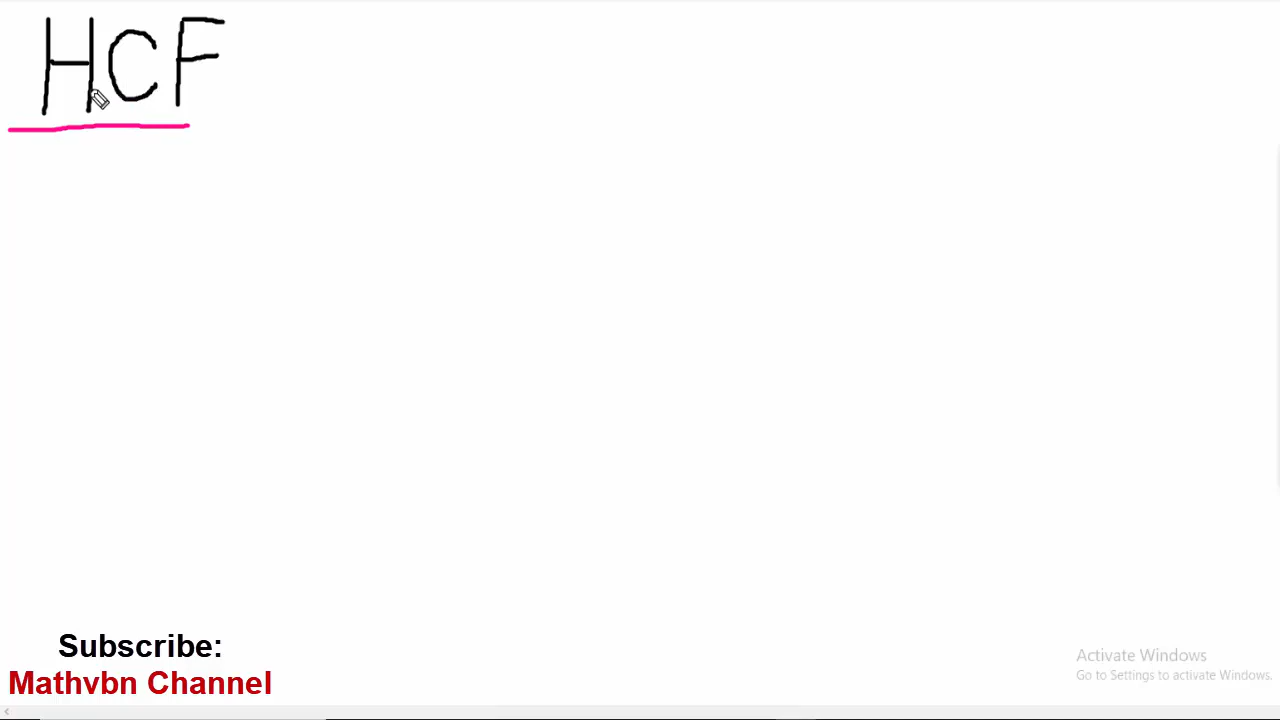 HCF
Subscribe:
Mathvbn Channel
Activate Windows
Go to Settings to activate Windows.